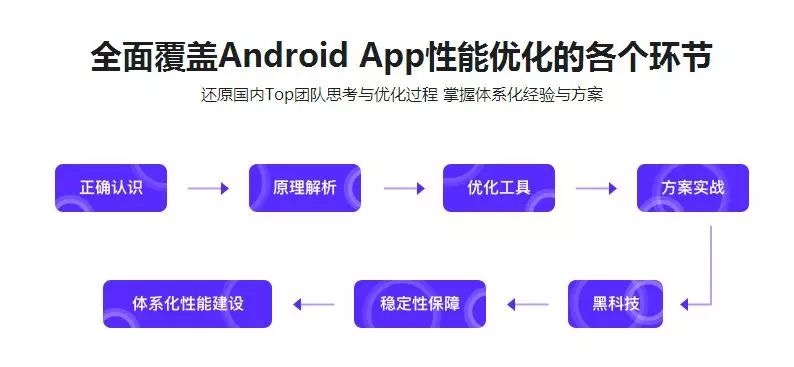 全面覆盖Android App性能优化的各个环节
还原国内Top团队思考与优化过程 掌握体系化经验与方案
正确认识
原理解析
优化工具
方案实战
黑科技
稳定性保障
体系化性能建设